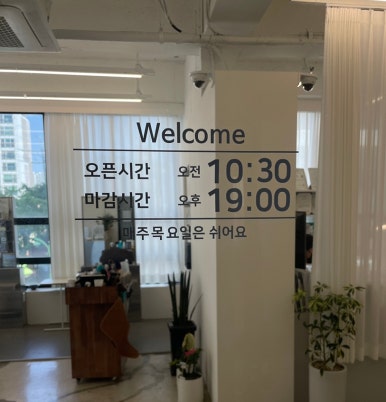 Welcome
오픈시간 오전 10:30
마감시간 오후 19:00
매주목요일은 쉬어요